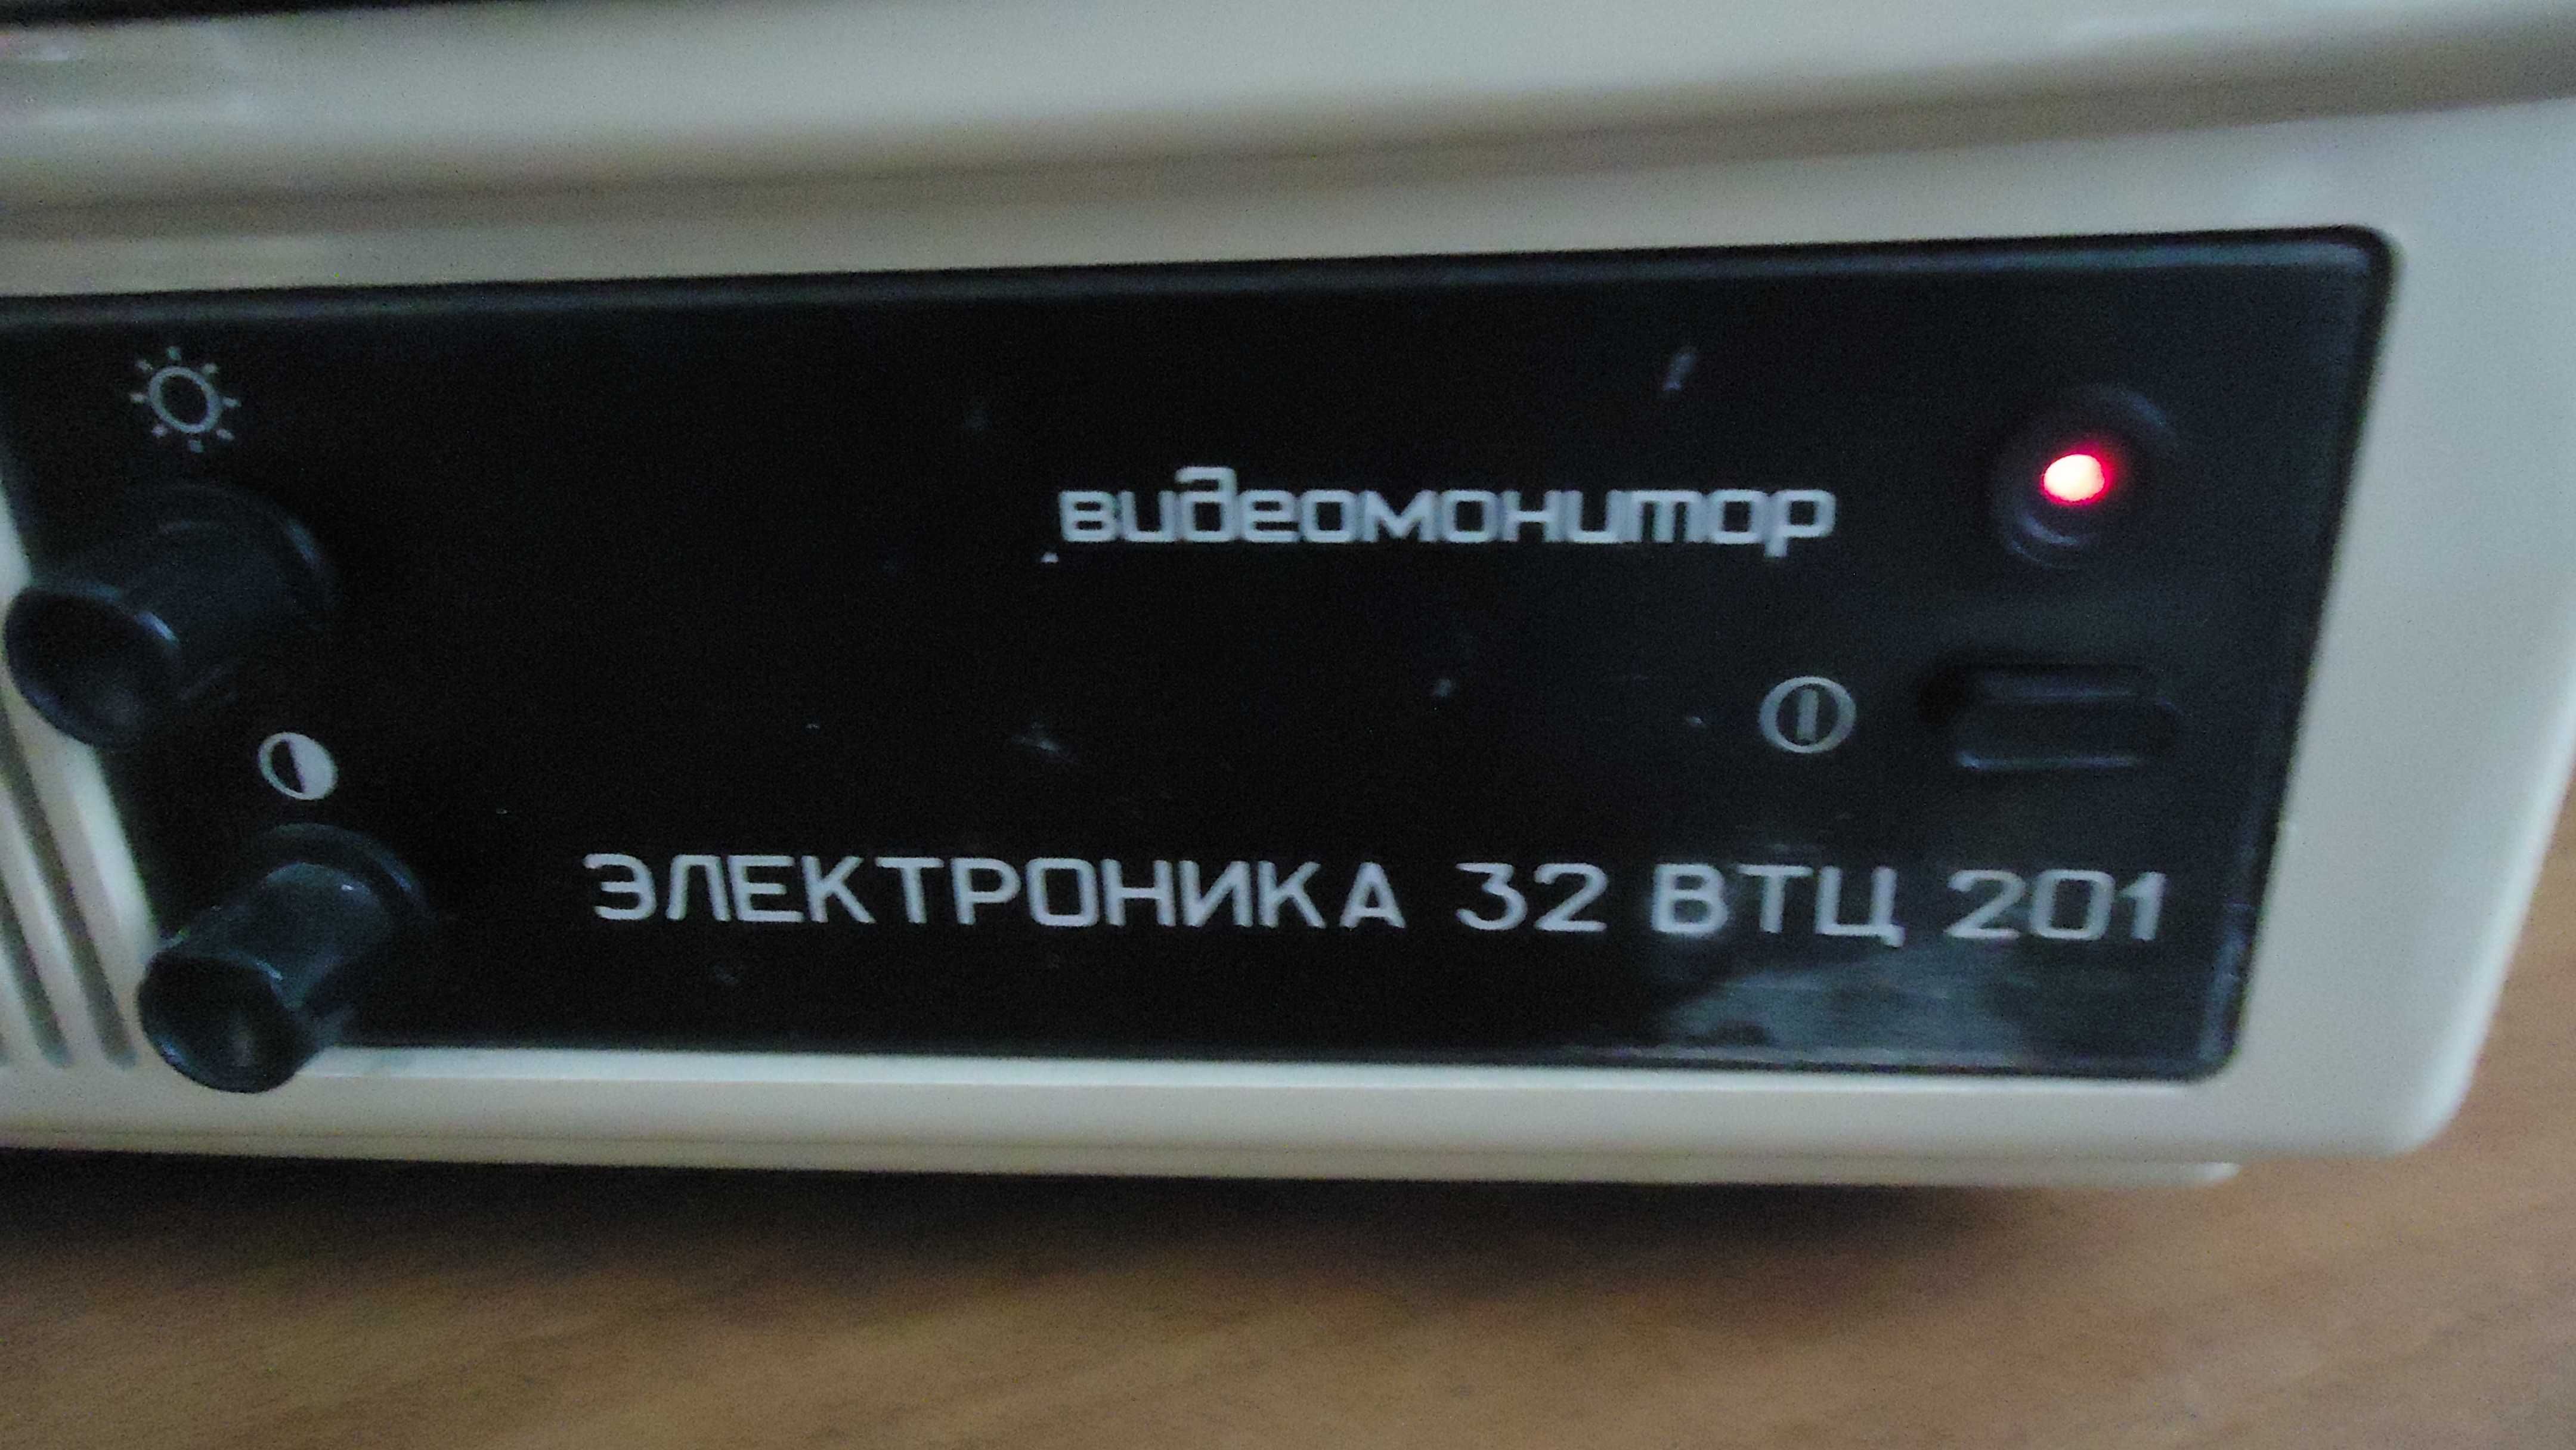 видеомонитор
ЭЛЕКТРОНИКА 32 ВТЦ 201